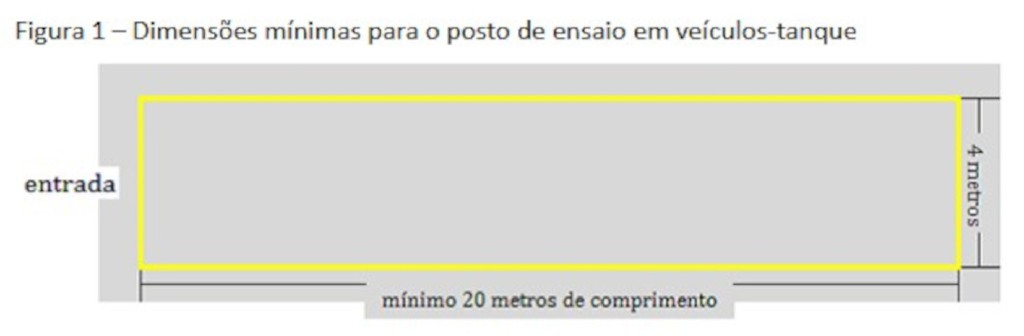 Figura 1 – Dimensões mínimas para o posto de ensaio em veículos-tanque
entrada
4 metros
mínimo 20 metros de comprimento